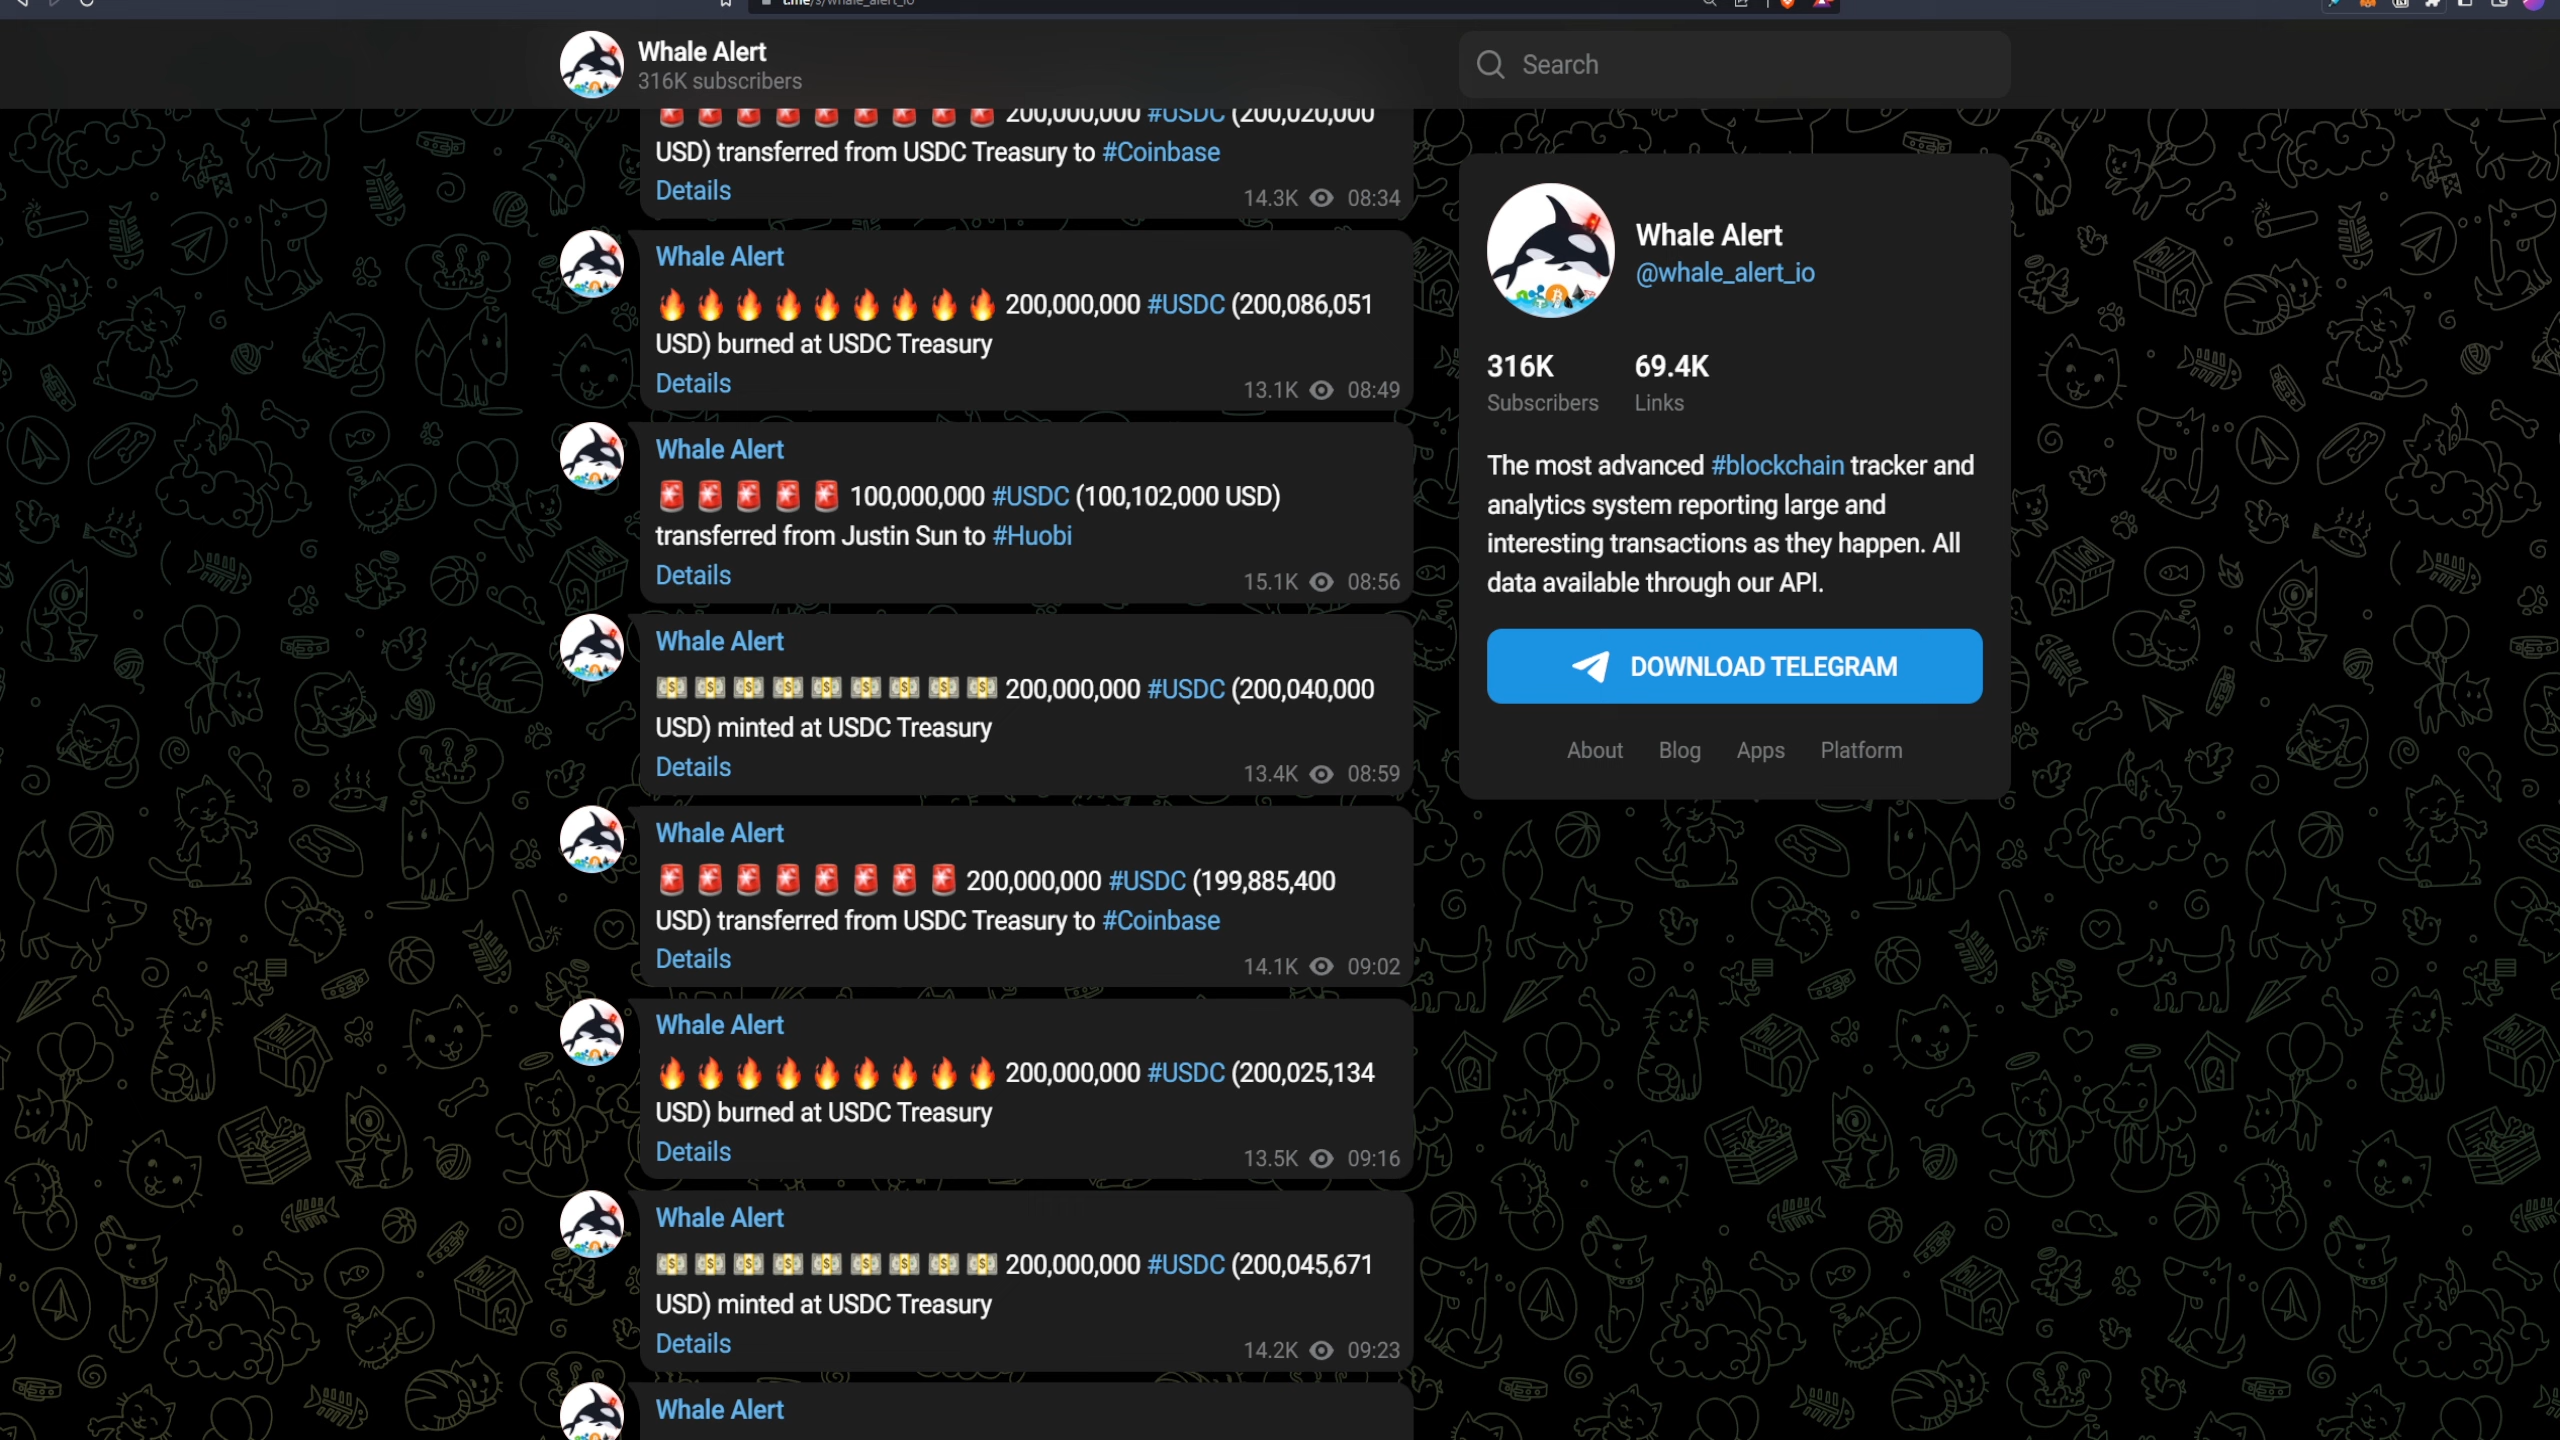 t.me/s/whale_alert_io
Whale Alert
316K subscribers
Search
200,000,000 #USDC (200,020,000
USD) transferred from USDC Treasury to #Coinbase
Details
14.3K 08:34
Whale Alert
🔥 🔥 🔥 🔥 🔥 🔥 🔥 🔥 🔥 200,000,000 #USDC (200,086,051
USD) burned at USDC Treasury
Details
13.1K 08:49
Whale Alert
🚨 🚨 🚨 🚨 🚨 100,000,000 #USDC (100,102,000 USD)
transferred from Justin Sun to #Huobi
Details
15.1K 08:56
Whale Alert
💵 💵 💵 💵 💵 💵 💵 💵 💵 200,000,000 #USDC (200,040,000
USD) minted at USDC Treasury
Details
13.4K 08:59
Whale Alert
🚨 🚨 🚨 🚨 🚨 🚨 🚨 🚨 200,000,000 #USDC (199,885,400
USD) transferred from USDC Treasury to #Coinbase
Details
14.1K 09:02
Whale Alert
🔥 🔥 🔥 🔥 🔥 🔥 🔥 🔥 🔥 200,000,000 #USDC (200,025,134
USD) burned at USDC Treasury
Details
13.5K 09:16
Whale Alert
💵 💵 💵 💵 💵 💵 💵 💵 💵 200,000,000 #USDC (200,045,671
USD) minted at USDC Treasury
Details
14.2K 09:23
Whale Alert
Whale Alert
@whale_alert_io
316K 69.4K
Subscribers Links
The most advanced #blockchain tracker and
analytics system reporting large and
interesting transactions as they happen. All
data available through our API.
DOWNLOAD TELEGRAM
About Blog Apps Platform